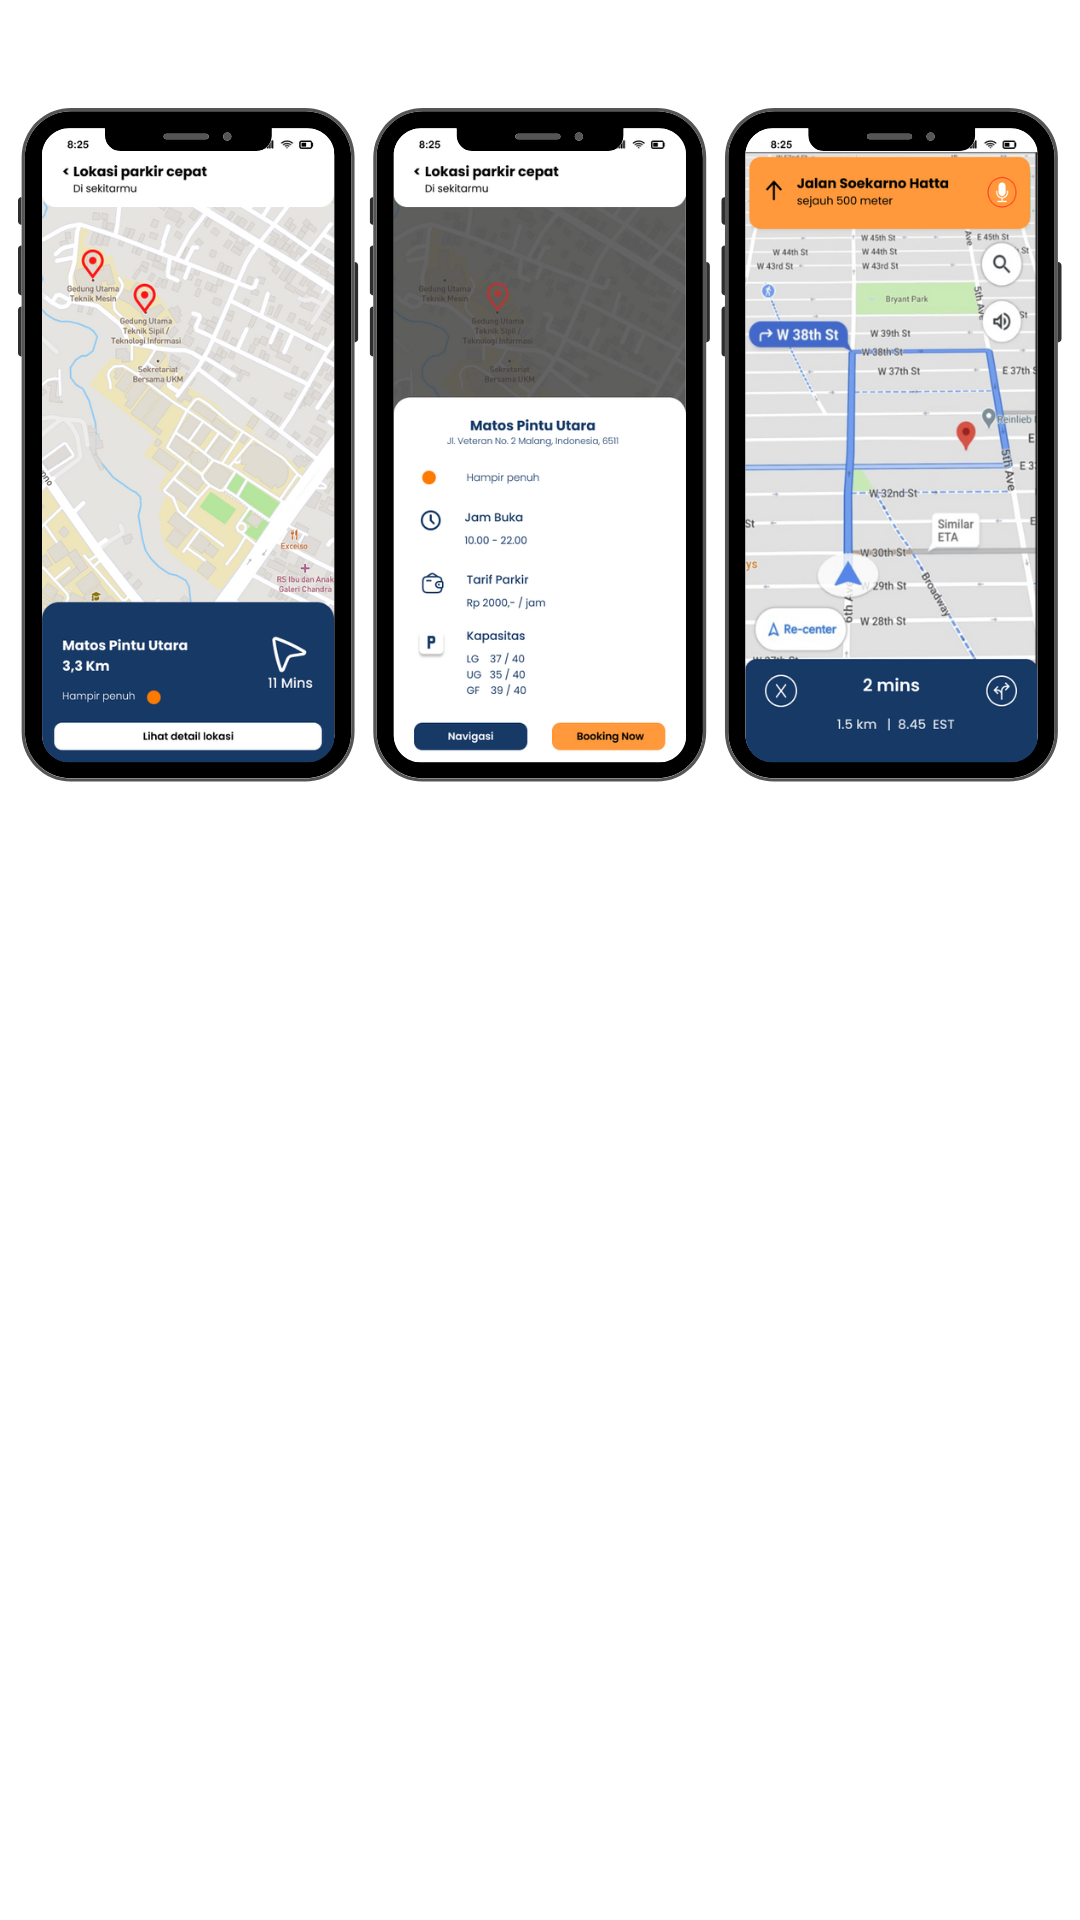 8:25
< Lokasi parkir cepat
Di sekitarmu
Gedung Utama
Teknik Mesin
Gedung Utama
Teknik Sipil /
Teknologi Informasi
Sekretariat
Bersama UKM
Excelso
RS Ibu dan Anak
Galeri Chandra
Matos Pintu Utara
3,3 Km
11 Mins
Hampir penuh
Lihat detail lokasi
8:25
< Lokasi parkir cepat
Di sekitarmu
Gedung Utama
Teknik Mesin
Gedung Utama
Teknik Sipil /
Teknologi Informasi
Sekretariat
Bersama UKM
Matos Pintu Utara
Jl. Veteran No. 2 Malang, Indonesia, 6511
Hampir penuh
Jam Buka
10.00 - 22.00
Tarif Parkir
Rp 2000,- / jam
P
Kapasitas
LG 37 / 40
UG 35 / 40
GF 39 / 40
Navigasi
Booking Now
8:25
Jalan Soekarno Hatta
sejauh 500 meter
W 45th St
E 45th St
Ave
W 44th St
W 44th St
St
W 43rd St
W 43rd St
5th Ave
Bryant Park
St
W 38th St
W 39th St
W 38th St
W 37th St
E 37th S
Reinlieb
E
5th Ave
E 3
W 32nd St
St
Similar
ETA
E
W 30th St
ys
W 29th St
Broadway
6th A
Re-center
W 28th St
2 mins
X
1.5 km | 8.45 EST